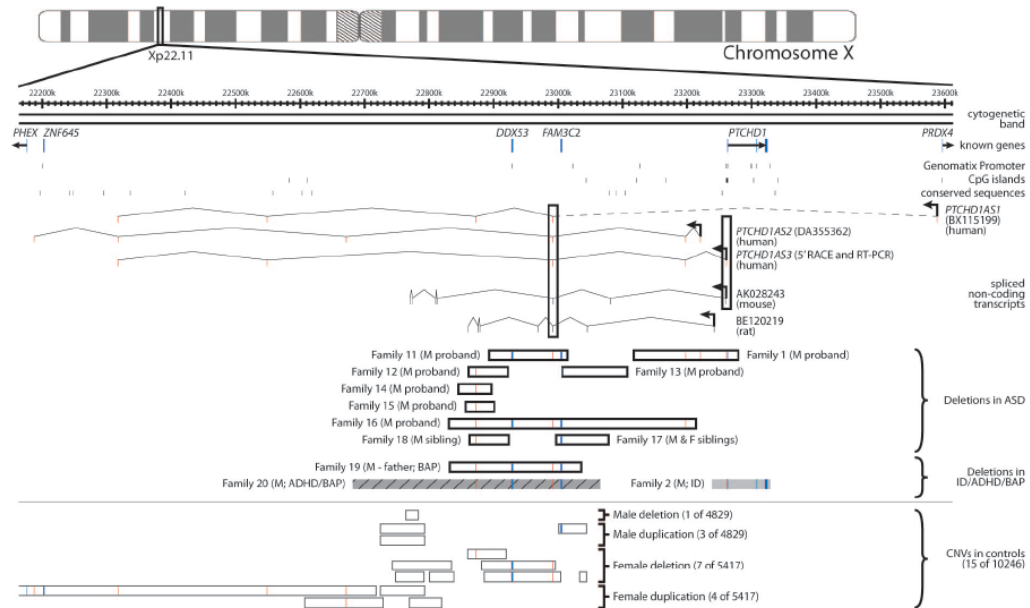 Chromosome X
Xp22.11
22200k 22300k 22400k 22500k 22600k 22700k 22800k 22900k 23000k 23100k 23200k 23300k 23400k 23500k 23600k
cytogenetic
band
PHEX ZNF645 DDX53 FAM3C2 PTCHD1 PRDX4
known genes
Genomatix Promoter
CpG islands
conserved sequences
PTCHD1AS1
(BX115199)
(human)
PTCHD1AS2 (DA355362)
(human)
PTCHD1AS3 (5'RACE and RT-PCR)
(human)
spliced
non-coding
transcripts
AK028243
(mouse)
BE120219
(rat)
Family 11 (M proband) Family 1 (M proband)
Family 12 (M proband) Family 13 (M proband)
Family 14 (M proband)
Deletions in ASD
Family 15 (M proband)
Family 16 (M proband)
Family 18 (M sibling) Family 17 (M & F siblings)
Family 19 (M - father; BAP)
Deletions in
ID/ADHD/BAP
Family 20 (M; ADHD/BAP) Family 2 (M; ID)
Male deletion (1 of 4829)
Male duplication (3 of 4829)
CNVs in controls
(15 of 10246)
Female deletion (7 of 5417)
Female duplication (4 of 5417)